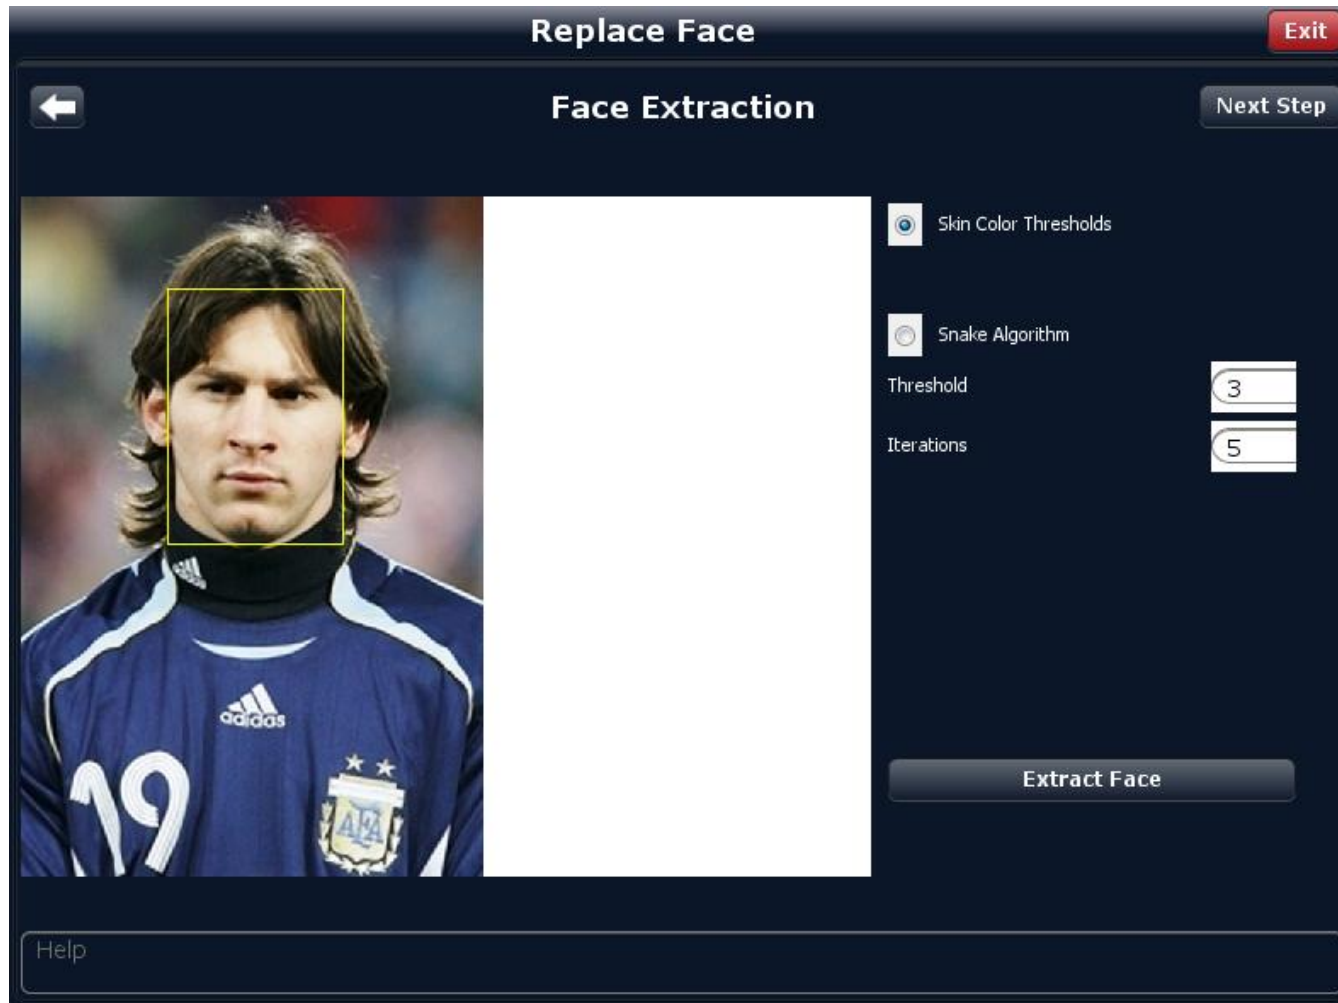 Replace Face
Exit
Face Extraction
Next Step
Skin Color Thresholds
Snake Algorithm
Threshold
3
Iterations
5
adidas
19
AFA
Extract Face
Help